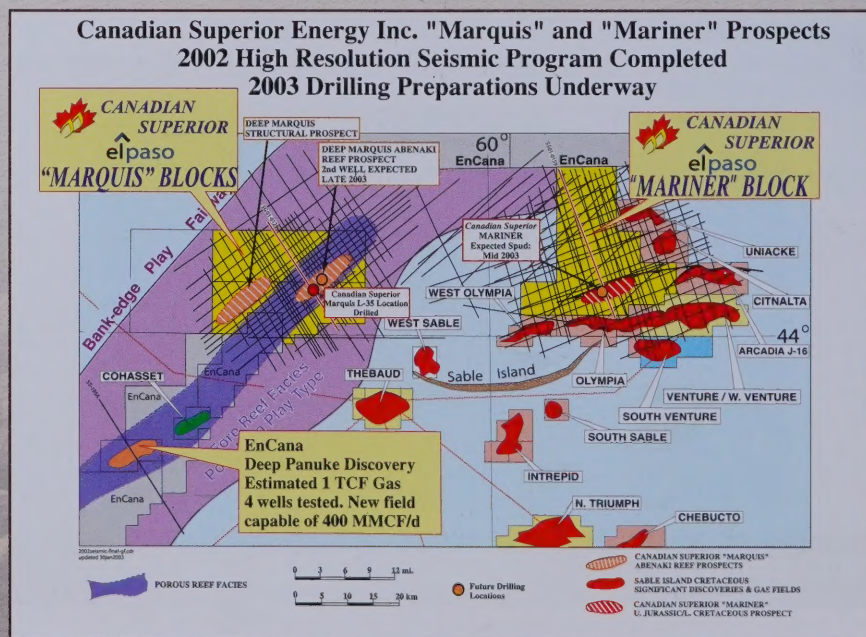 Canadian Superior Energy Inc. "Marquis" and "Mariner" Prospects
2002 High Resolution Seismic Program Completed
2003 Drilling Preparations Underway
CANADIAN
SUPERIOR
elpaso
"MARQUIS" BLOCKS
DEEP MARQUIS
STRUCTURAL PROSPECT
DEEP MARQUIS ABENAKI
REEF PROSPECT
2nd WELL EXPECTED
LATE 2003
60°
EnCana
EnCana
CANADIAN
SUPERIOR
elpaso
"MARINER" BLOCK
Bank-edge Play Fairway
Canadian Superior
MARINER
Expected Spud:
Mid 2003
UNIACKE
CITNALTA
44°
ARCADIA J-16
VENTURE / W. VENTURE
SOUTH VENTURE
WEST OLYMPIA
WEST SABLE
Canadian Superior
Marquis L-35 Location
Drilled
Sable Island
OLYMPIA
THEBAUD
SOUTH SABLE
INTREPID
N. TRIUMPH
CHEBUCTO
COHASSET
EnCana
EnCana
EnCana
EnCana
Reef Facies
Play Type
EnCana
Deep Panuke Discovery
Estimated 1 TCF Gas
4 wells tested. New field
capable of 400 MMCF/d
2002seismic-final-gf.cdr
updated 30jan2003
POROUS REEF FACIES
0 3 6 9 12 mi.
0 5 10 15 20 km
Future Drilling
Locations
CANADIAN SUPERIOR "MARQUIS"
ABENAKI REEF PROSPECTS
SABLE ISLAND CRETACEOUS
SIGNIFICANT DISCOVERIES & GAS FIELDS
CANADIAN SUPERIOR "MARINER"
U. JURASSIC/L. CRETACEOUS PROSPECT